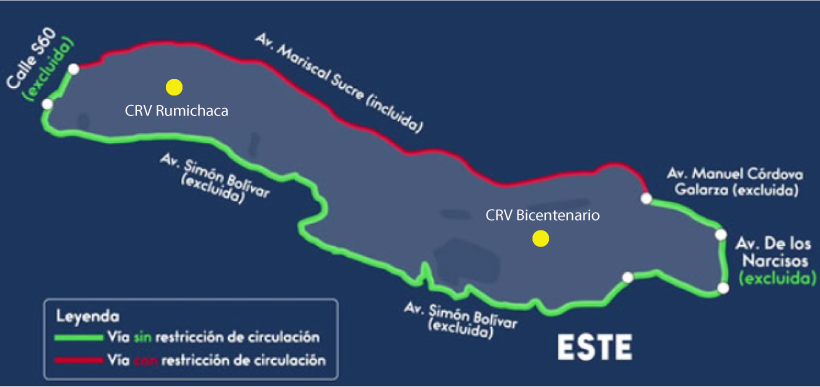 Calle S60
(excluida)
Av. Mariscal Sucre (incluida)
CRV Rumichaca
Av. Simón Bolívar
(excluida)
Av. Manuel Córdova
Galarza (excluida)
CRV Bicentenario
Av. De los
Narcisos
(excluida)
Av. Simón Bolívar
(excluida)
ESTE
Leyenda
Vía sin restricción de circulación
Vía con restricción de circulación